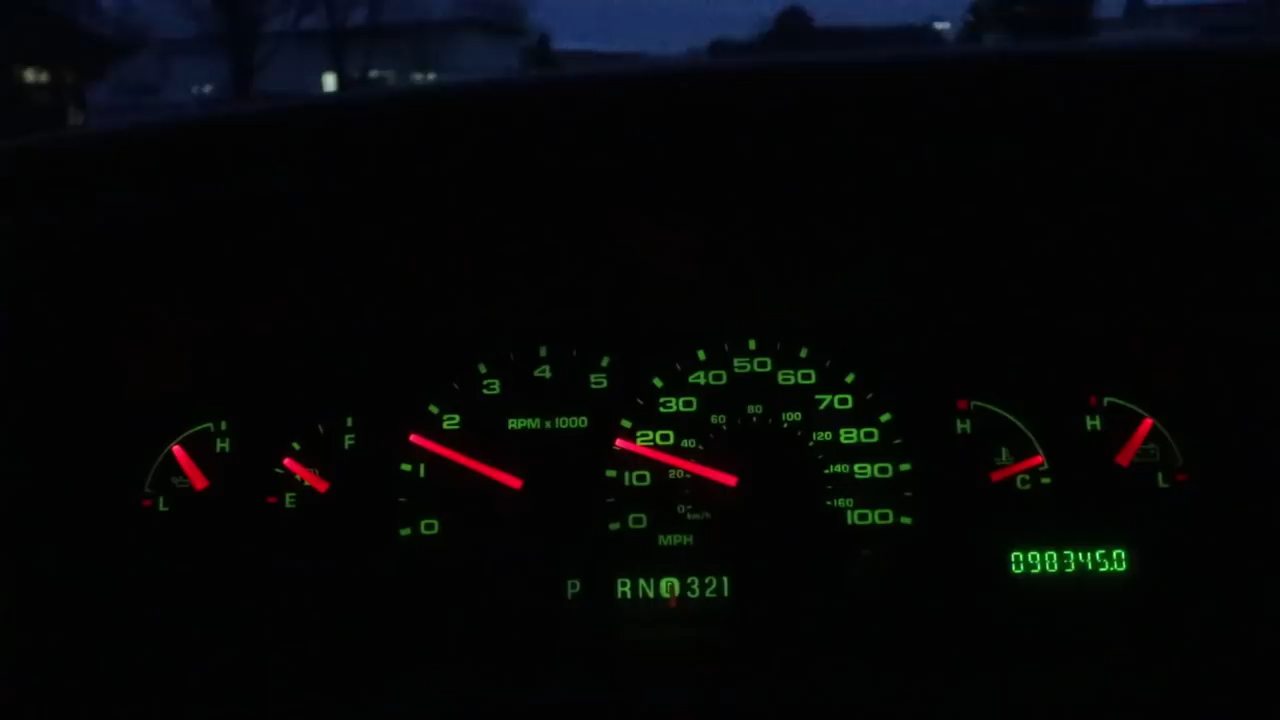 H
L
F
E
0 1 2 3 4 5
RPM x 1000
0 10 20 30 40 50 60 70 80 90 100
0 20 40 60 80 100 120 140 160
km/h
MPH
P RND321
H
C
H
L
098345.0